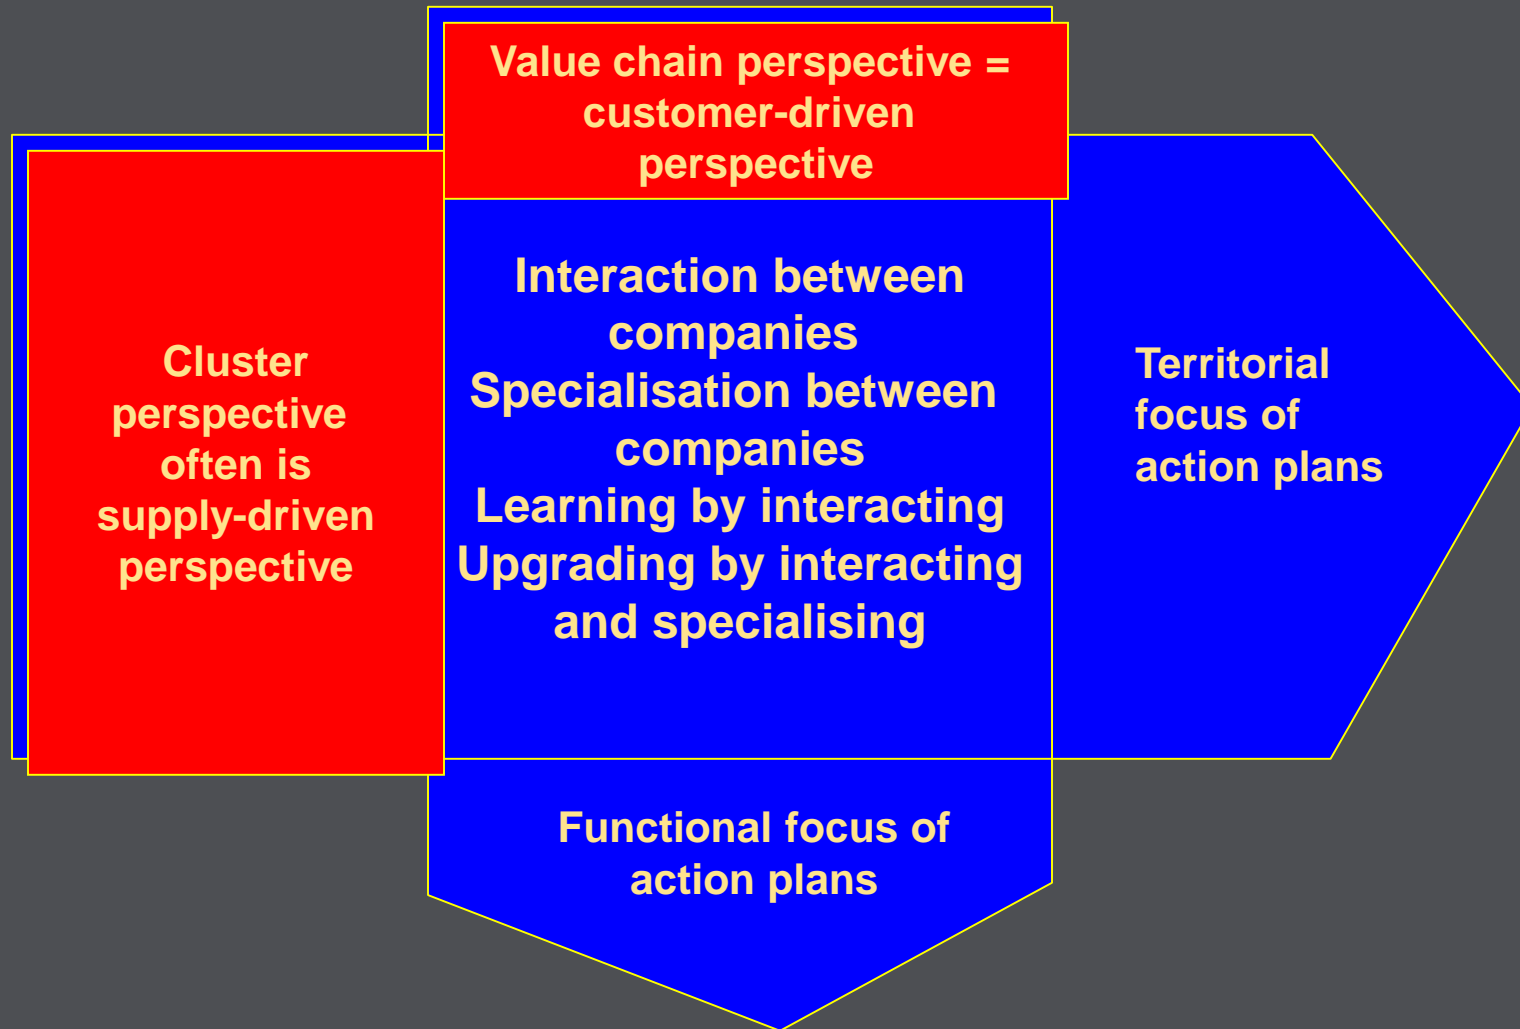 Value chain perspective =
customer-driven
perspective
Cluster
perspective
often is
supply-driven
perspective
Interaction between
companies
Specialisation between
companies
Learning by interacting
Upgrading by interacting
and specialising
Territorial
focus of
action plans
Functional focus of
action plans